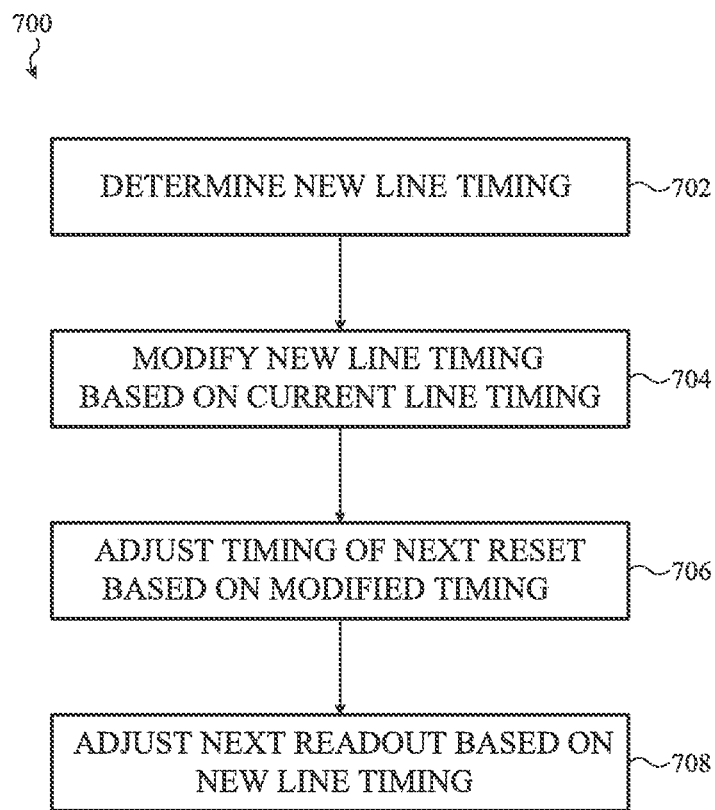 700
DETERMINE NEW LINE TIMING
702
MODIFY NEW LINE TIMING
BASED ON CURRENT LINE TIMING
704
ADJUST TIMING OF NEXT RESET
BASED ON MODIFIED TIMING
706
ADJUST NEXT READOUT BASED ON
NEW LINE TIMING
708